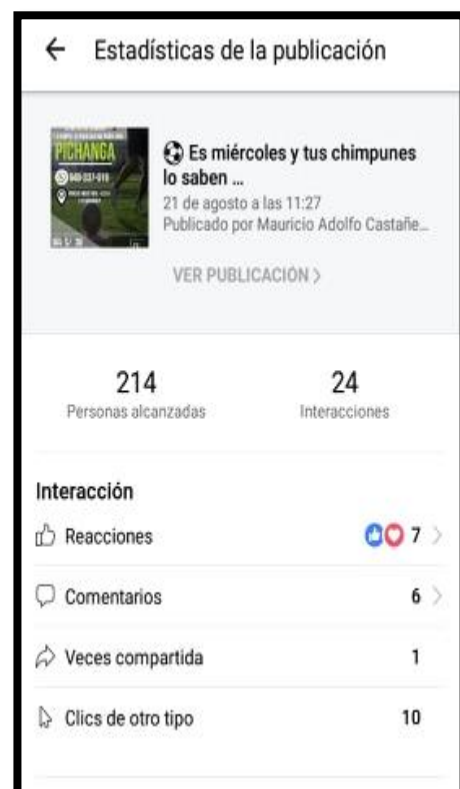 Estadísticas de la publicación
PICHANGA
Es miércoles y tus chimpunes
lo saben ...
21 de agosto a las 11:27
Publicado por Mauricio Adolfo Castañe...
VER PUBLICACIÓN >
214
Personas alcanzadas
24
Interacciones
Interacción
Reacciones 7
Comentarios 6
Veces compartida 1
Clics de otro tipo 10